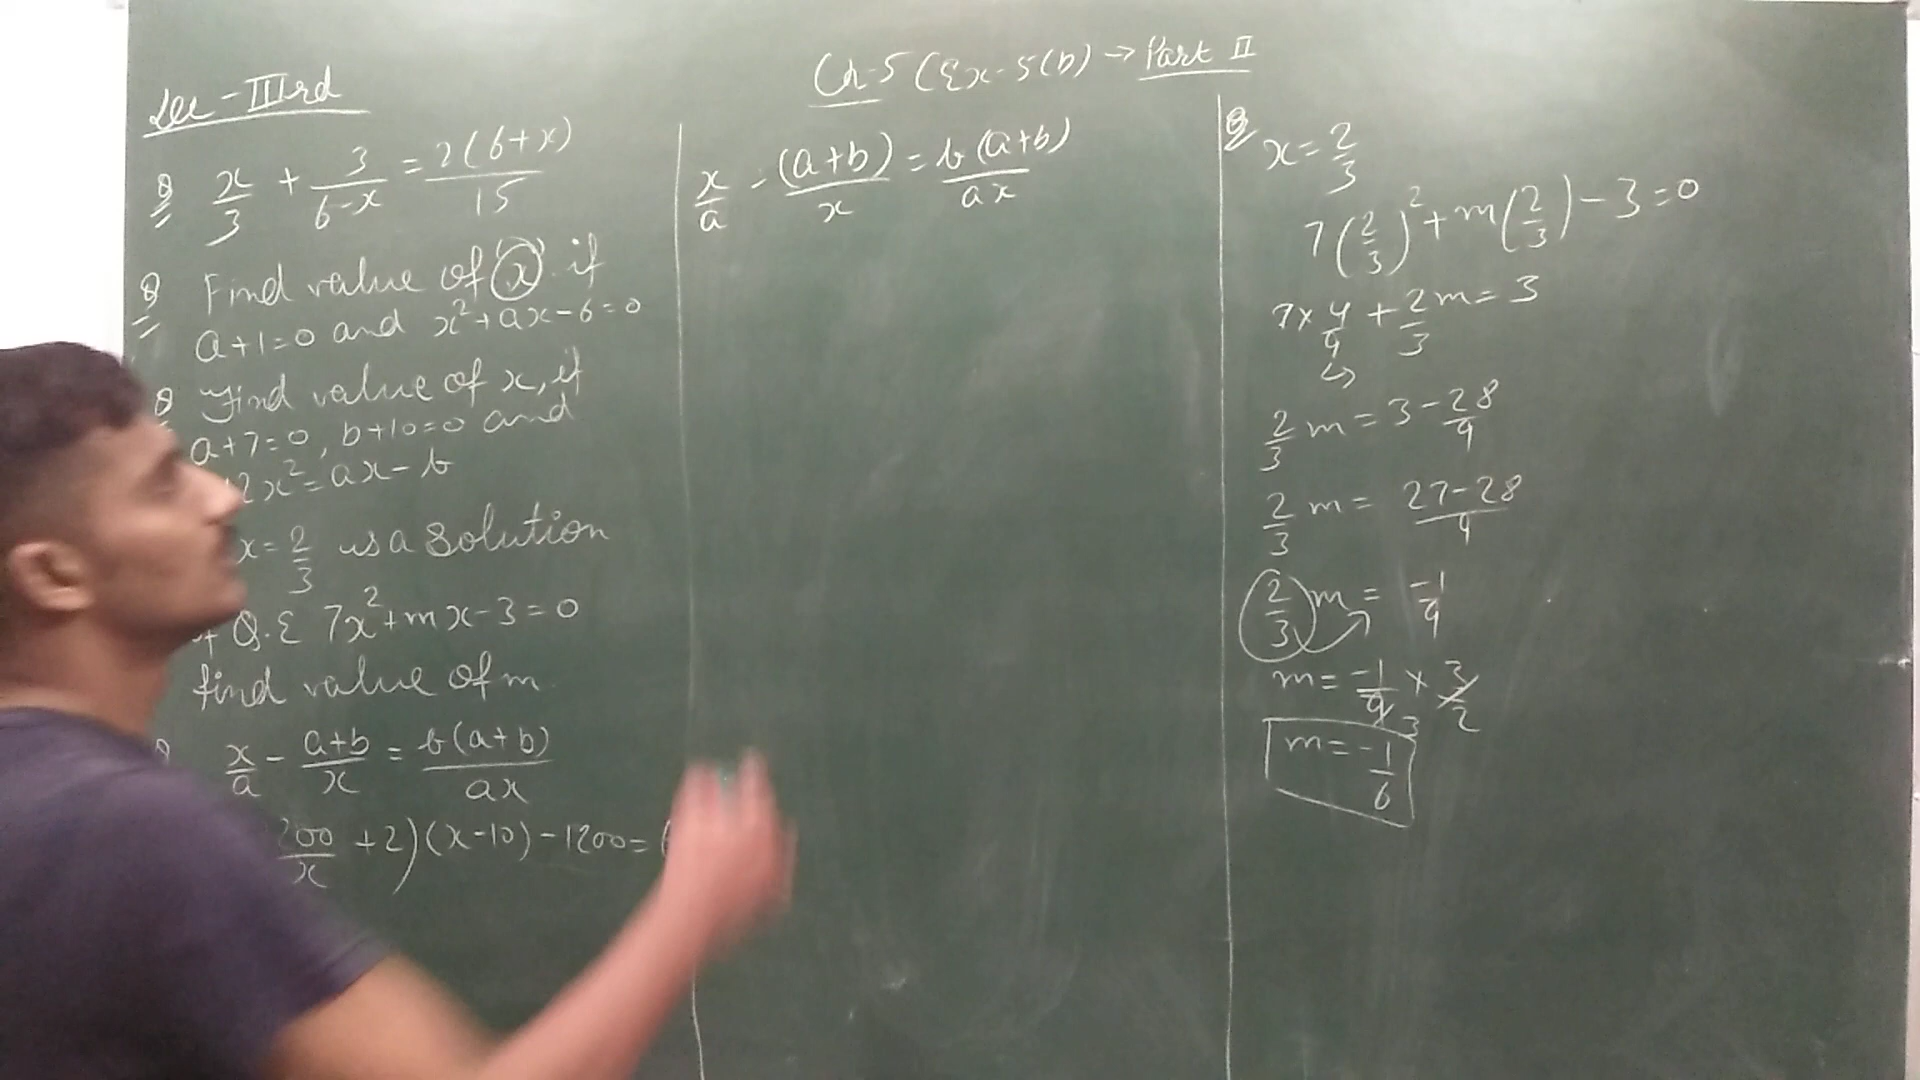 Lec - IIIrd
Ch-5 (Ex-5(b) → Part II
Q x/3 + 3/(6-x) = 2(6+x)/15
Q Find value of 'x' if
a+1=0 and x²+ax-6=0
Q Find value of x, if
a+7=0, b+10=0 and
12x²=ax-b
x=2/3 is a solution
of Q.E 7x²+mx-3=0
find value of m
x/a - (a+b)/x = b(a+b)/ax
200/x +2)(x-10)-1200=
x/a - (a+b)/x = b(a+b)/ax
Q x=2/3
7(2/3)²+m(2/3)-3=0
7×4/9+2/3 m=3
2/3 m=3-28/9
2/3 m=27-28/9
2/3 m=-1/9
m=-1/9×3/2
3
m=-1/6